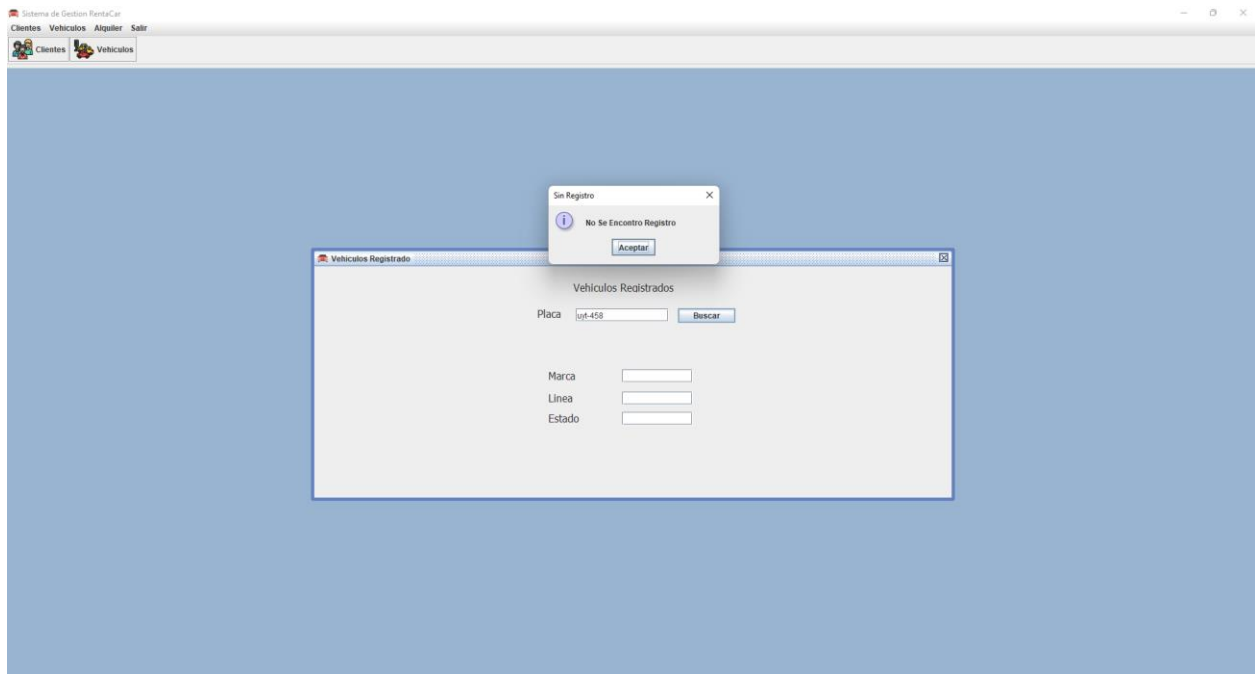 Sistema de Gestion RentaCar
Clientes Vehiculos Alquiler Salir
Clientes Vehiculos
Sin Registro
No Se Encontro Registro
Aceptar
Vehiculos Registrado
Vehiculos Registrados
Placa uyt-458 Buscar
Marca
Linea
Estado